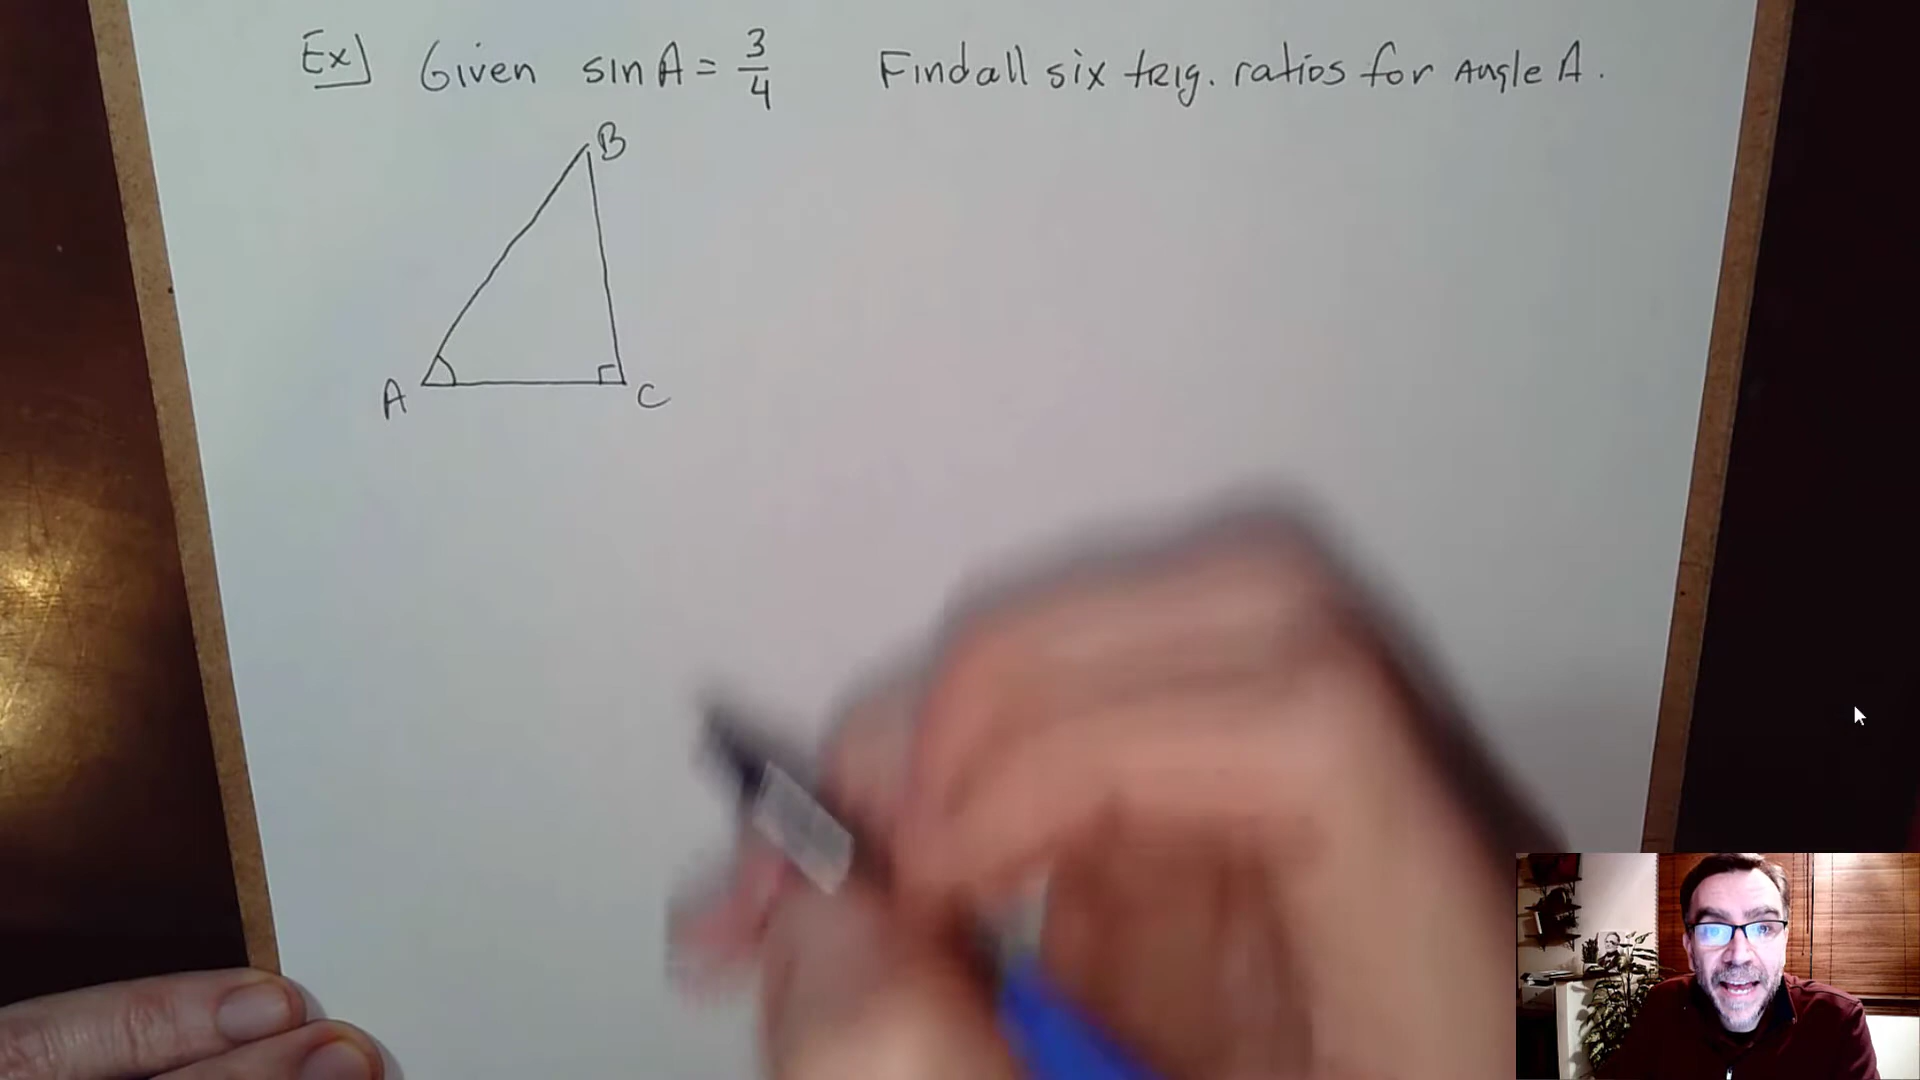 Ex] Given sin A = 3/4 Find all six trig. ratios for Angle A.
B
A
C